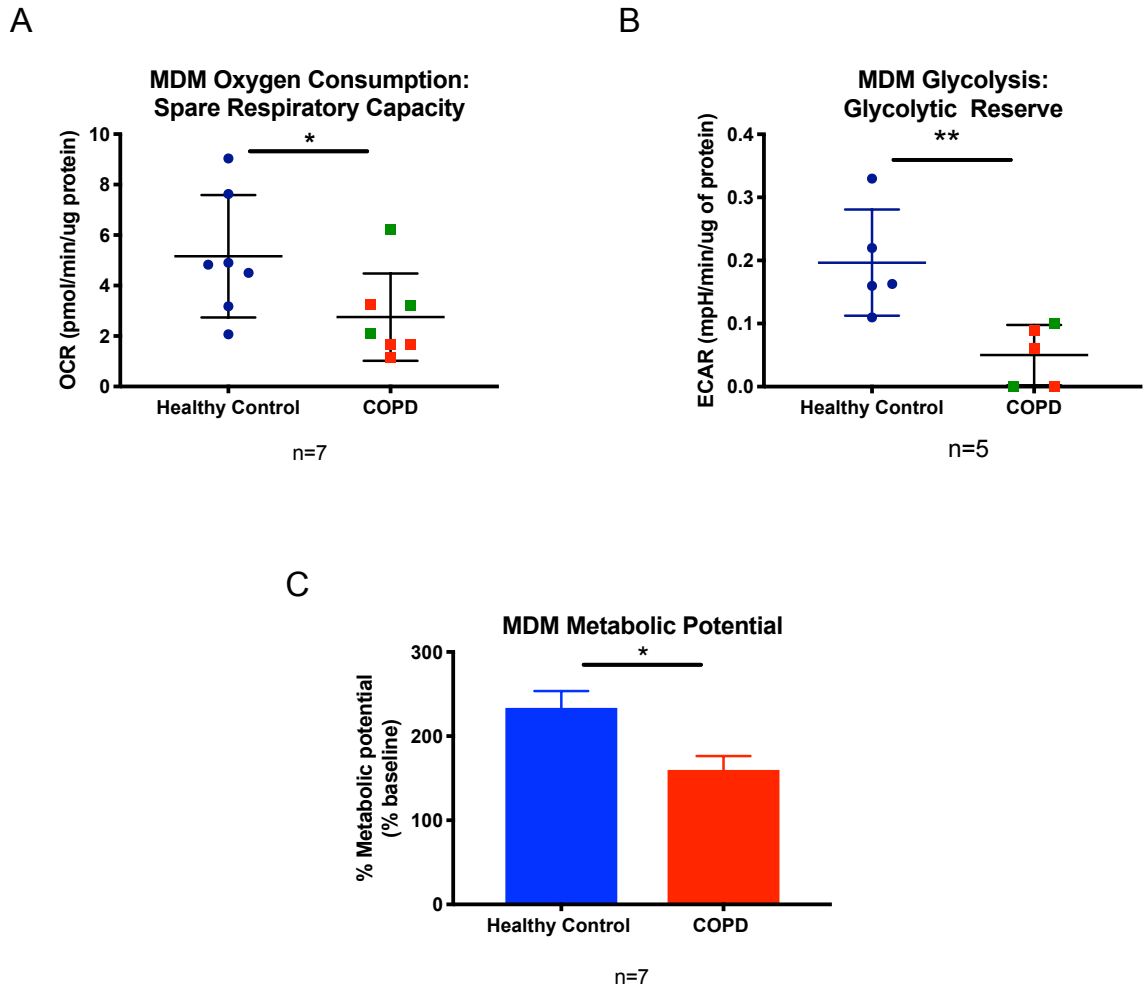 A
MDM Oxygen Consumption:
Spare Respiratory Capacity
*
OCR (pmol/min/ug protein)
10
8
6
4
2
0
Healthy Control
COPD
n=7
B
MDM Glycolysis:
Glycolytic Reserve
**
ECAR (mpH/min/ug of protein)
0.4
0.3
0.2
0.1
0.0
Healthy Control
COPD
n=5
C
MDM Metabolic Potential
*
% Metabolic potential
(% baseline)
300
200
100
0
Healthy Control
COPD
n=7